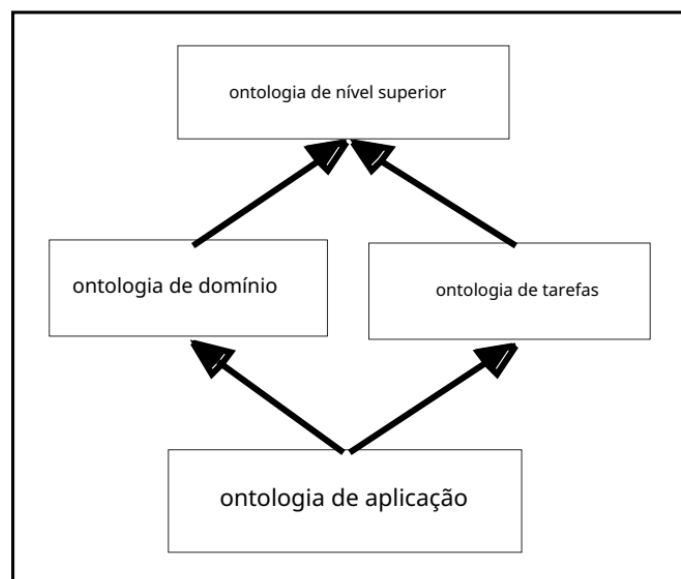 ontologia de nível superior
ontologia de domínio
ontologia de tarefas
ontologia de aplicação